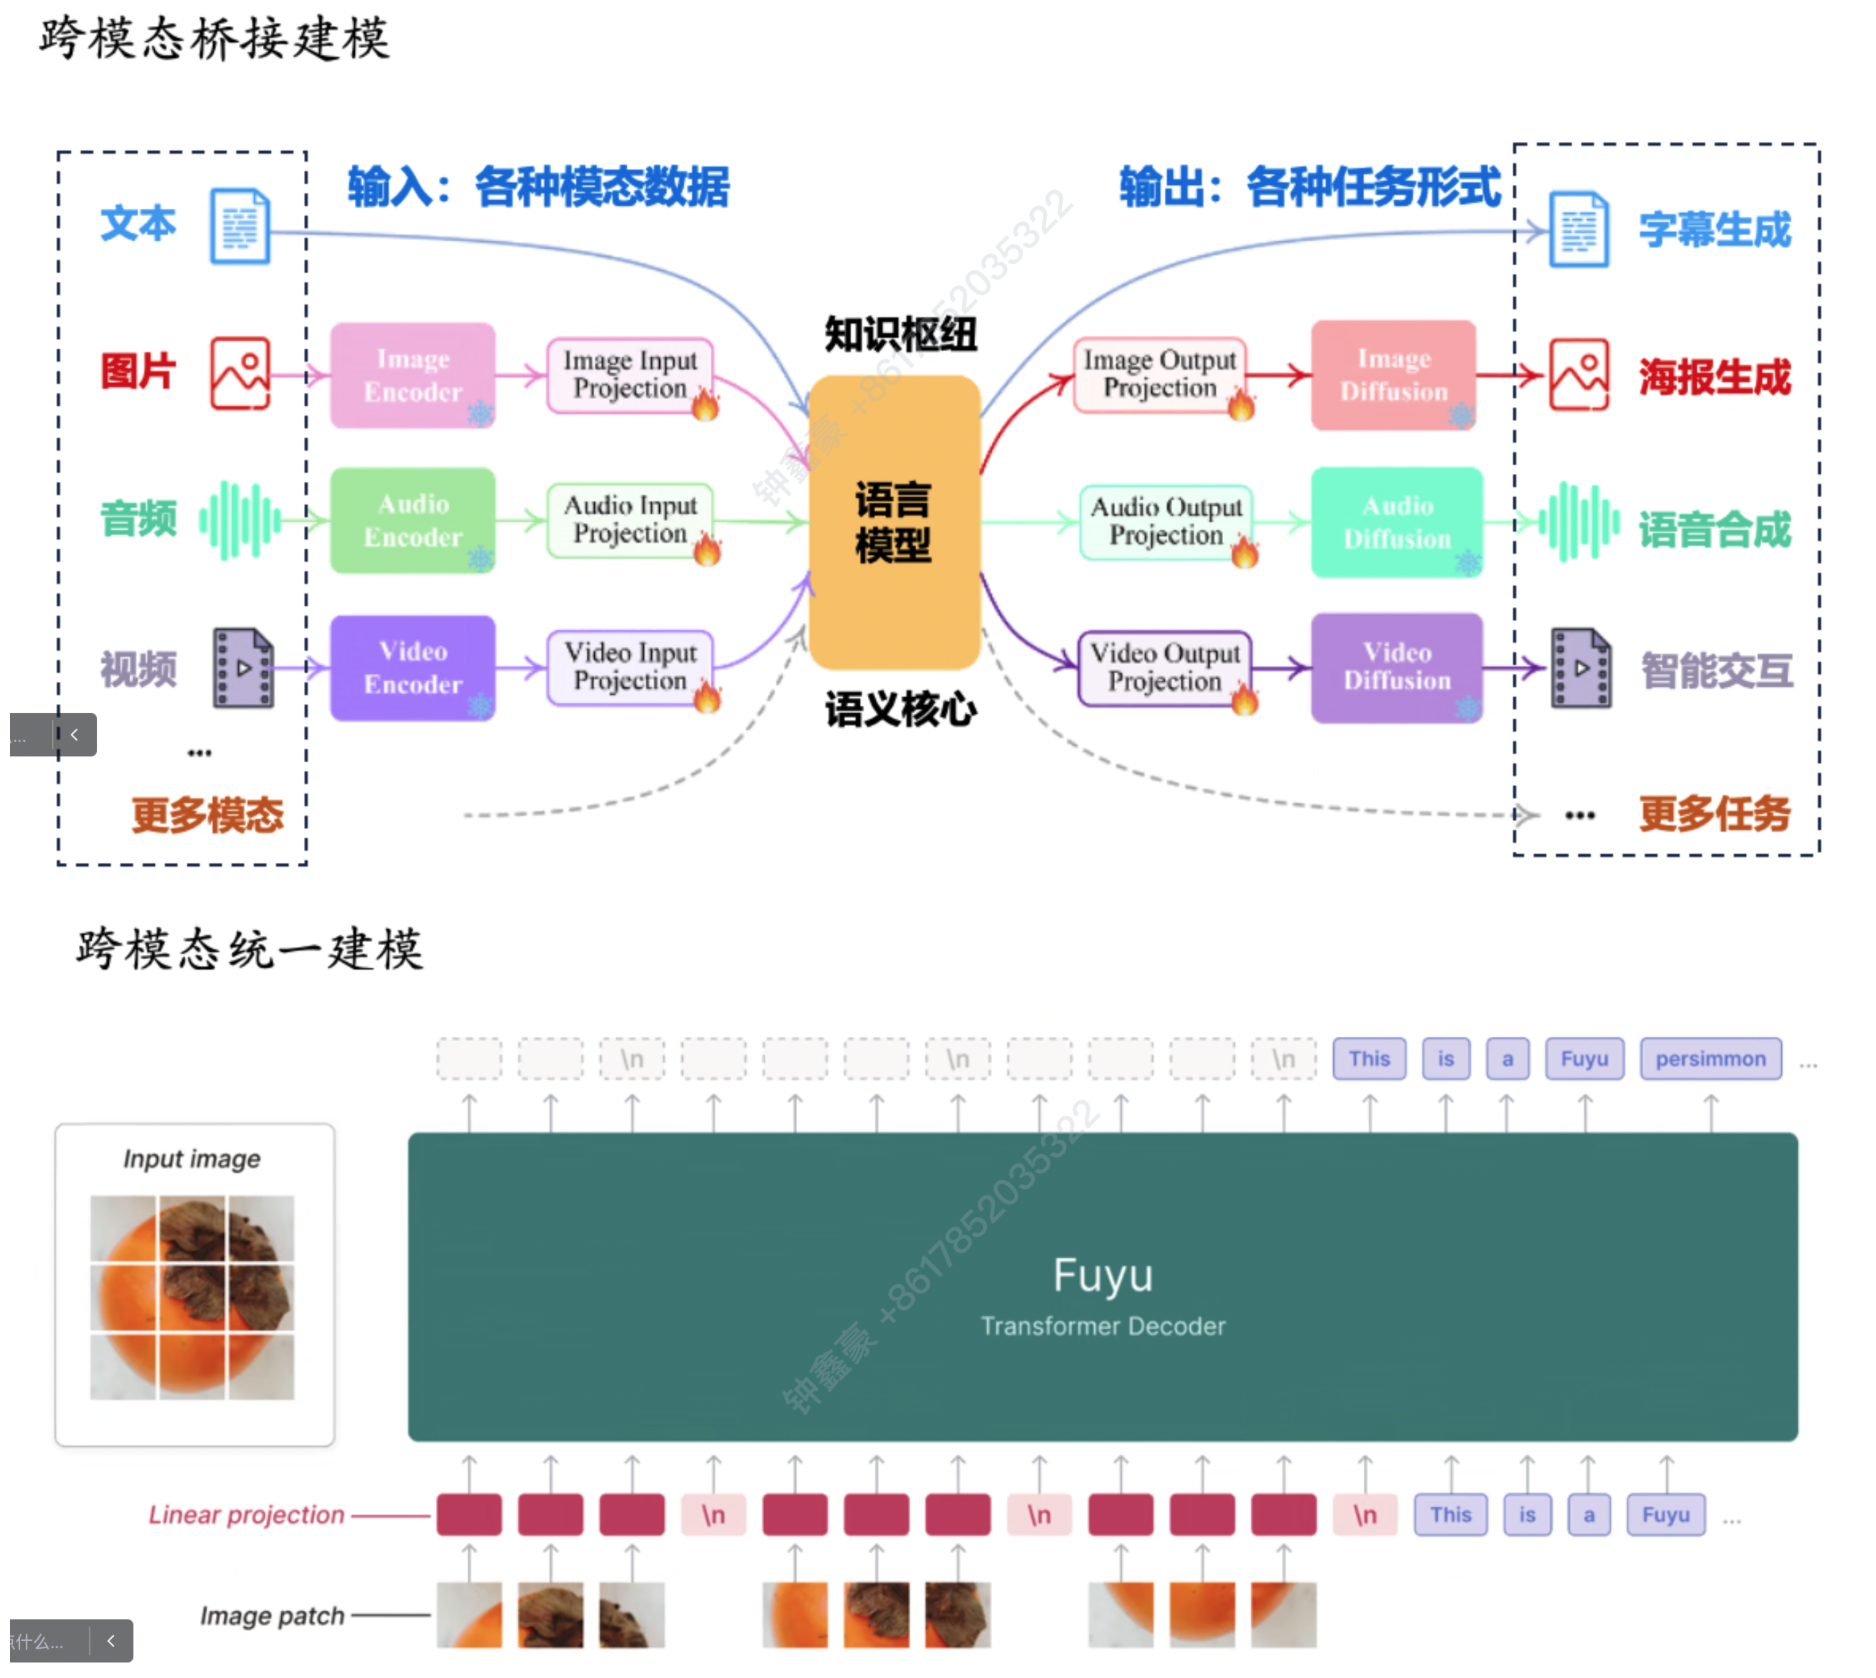 跨模态桥接建模
输入：各种模态数据
输出：各种任务形式
文本
字幕生成
图片
Image
Encoder
Image Input
Projection
知识枢纽
Image Output
Projection
Image
Diffusion
海报生成
音频
Audio
Encoder
Audio Input
Projection
语言
模型
Audio Output
Projection
Audio
Diffusion
语音合成
视频
Video
Encoder
Video Input
Projection
语义核心
Video Output
Projection
Video
Diffusion
智能交互
...
...
更多模态
...
更多任务
钟鑫豪 +8617852035322
跨模态统一建模
\n \n \n This is a Fuyu persimmon ...
Input image
Fuyu
Transformer Decoder
钟鑫豪 +8617852035322
Linear projection
\n \n \n This is a Fuyu ...
Image patch
什么...